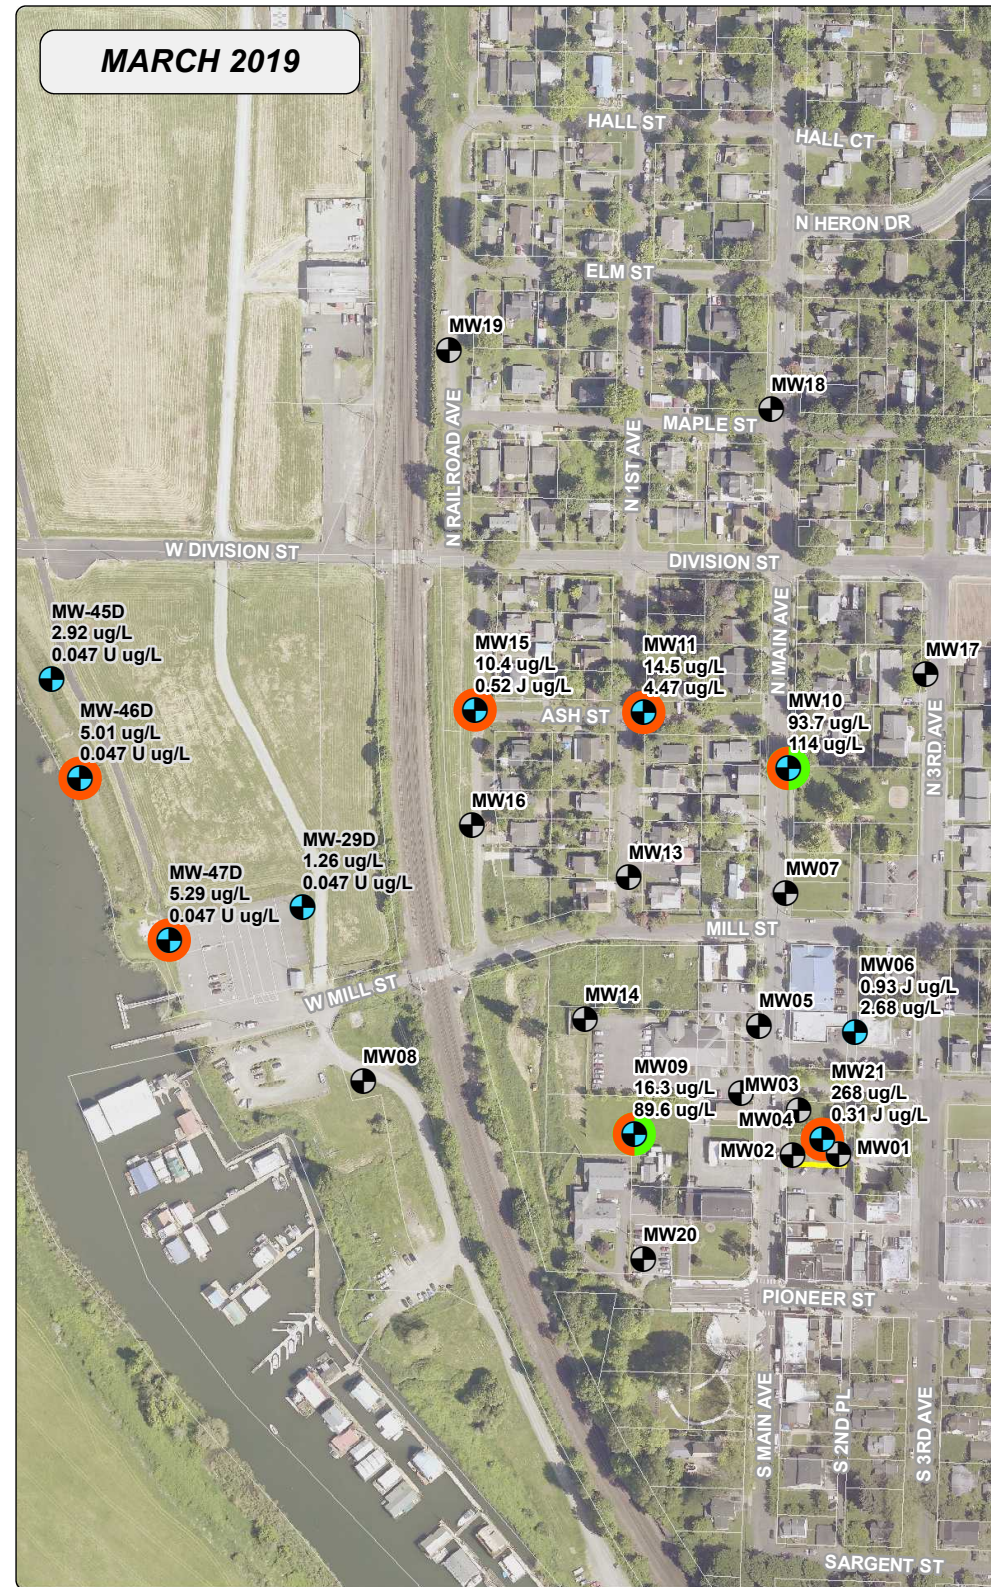 MARCH 2019
HALL ST
HALL CT
N HERON DR
ELM ST
MW19
MW18
MAPLE ST
N RAILROAD AVE
N 1ST AVE
W DIVISION ST
DIVISION ST
MW-45D
2.92 ug/L
0.047 U ug/L
MW15
10.4 ug/L
0.52 J ug/L
MW11
14.5 ug/L
4.47 ug/L
N MAIN AVE
MW17
MW-46D
5.01 ug/L
0.047 U ug/L
ASH ST
MW10
93.7 ug/L
114 ug/L
N 3RD AVE
MW16
MW-29D
1.26 ug/L
0.047 U ug/L
MW13
MW07
MW-47D
5.29 ug/L
0.047 U ug/L
MILL ST
W MILL ST
MW06
0.93 J ug/L
2.68 ug/L
MW14
MW05
MW08
MW09
16.3 ug/L
89.6 ug/L
MW03
MW04
MW21
268 ug/L
0.31 J ug/L
MW02
MW01
MW20
PIONEER ST
S MAIN AVE
S 2ND PL
S 3RD AVE
SARGENT ST